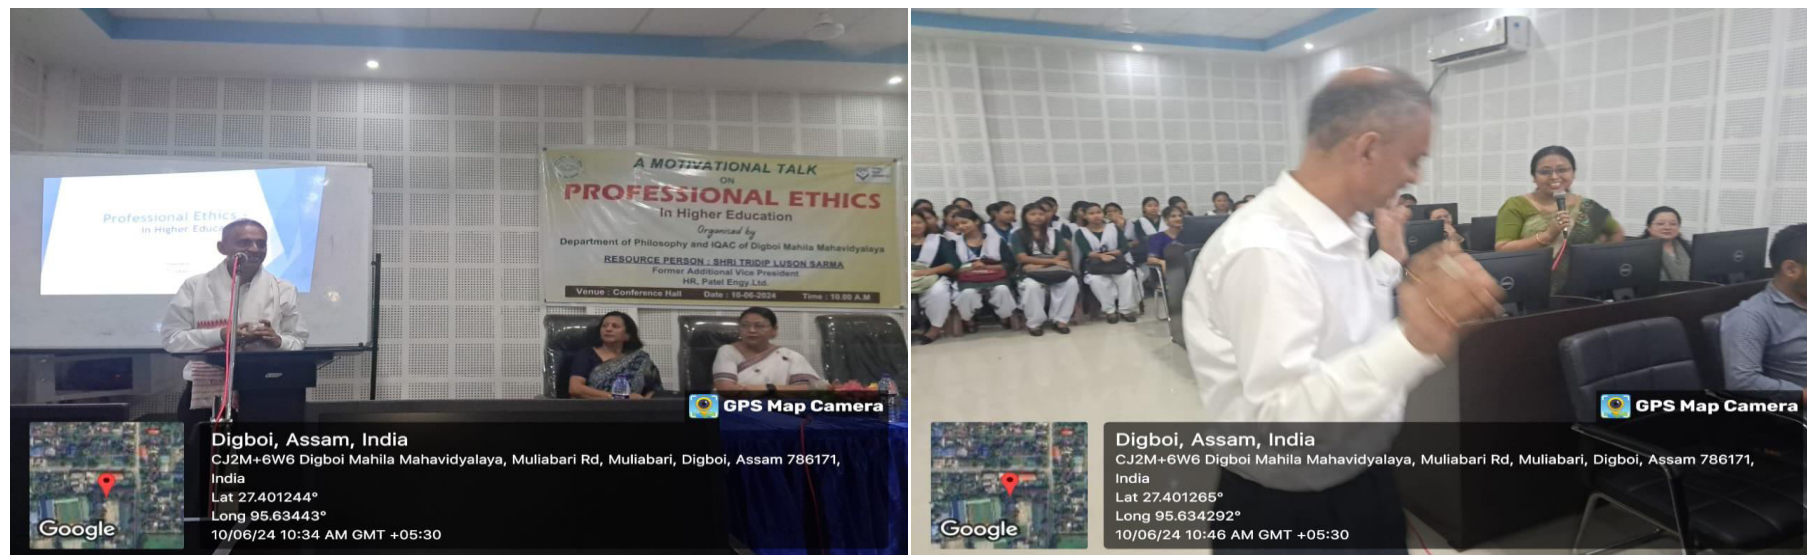 Professional Ethics :
In Higher Educa
A MOTIVATIONAL TALK
ON
PROFESSIONAL ETHICS
In Higher Education
Organised by
Department of Philosophy and IQAC of Digboi Mahila Mahavidyalaya
RESOURCE PERSON : SHRI TRIDIP LUSON SARMA
Former Additional Vice President
HR, Patel Engy.Ltd.
Venue : Conference Hall Date : 10-06-2024 Time : 10.00 A.M
GPS Map Camera
Google
Digboi, Assam, India
CJ2M+6W6 Digboi Mahila Mahavidyalaya, Muliabari Rd, Muliabari, Digboi, Assam 786171,
India
Lat 27.401244°
Long 95.63443°
10/06/24 10:34 AM GMT +05:30
GPS Map Camera
Google
Digboi, Assam, India
CJ2M+6W6 Digboi Mahila Mahavidyalaya, Muliabari Rd, Muliabari, Digboi, Assam 786171,
India
Lat 27.401265°
Long 95.634292°
10/06/24 10:46 AM GMT +05:30